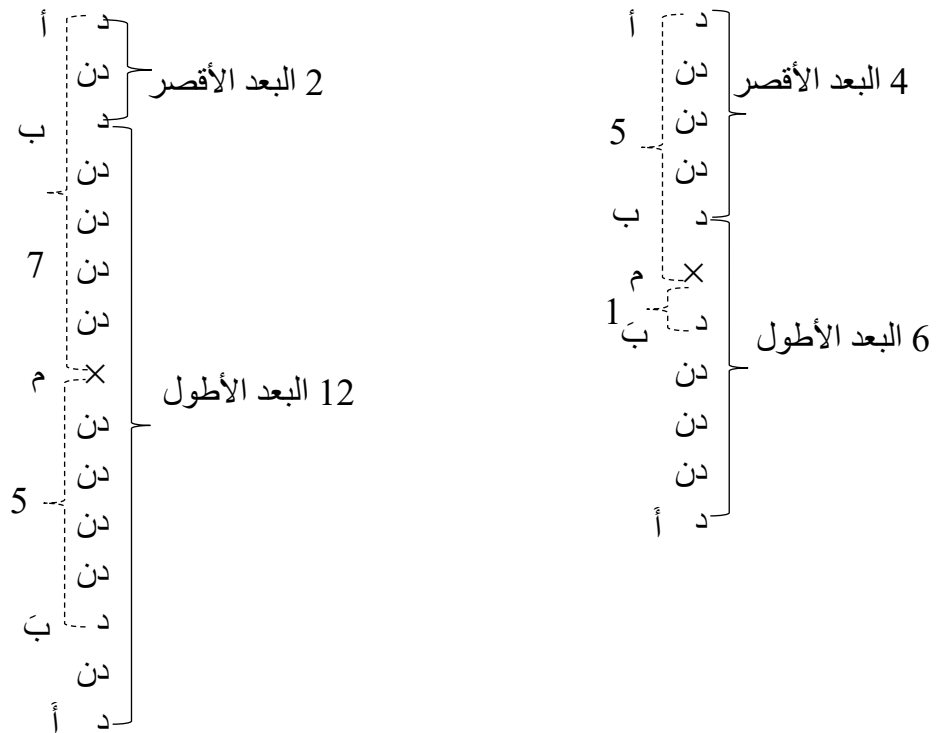 د أ
دن
4 البعد الأقصر
دن
5
دن
د ب
× م
1
د بَ
6 البعد الأطول
دن
دن
دن
د أَ
د أ
دن
2 البعد الأقصر
د ب
دن
دن
دن 7
دن
× م
12 البعد الأطول
دن
دن
5
دن
دن
د بَ
دن
د أَ